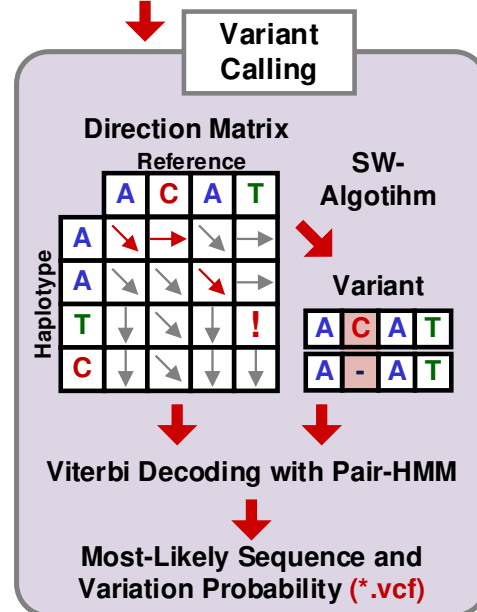 Variant
Calling
Direction Matrix
Reference
SW-
Algotihm
A C A T
Haplotype
A
A
T !
C
Variant
A C A T
A - A T
Viterbi Decoding with Pair-HMM
Most-Likely Sequence and
Variation Probability (*.vcf)